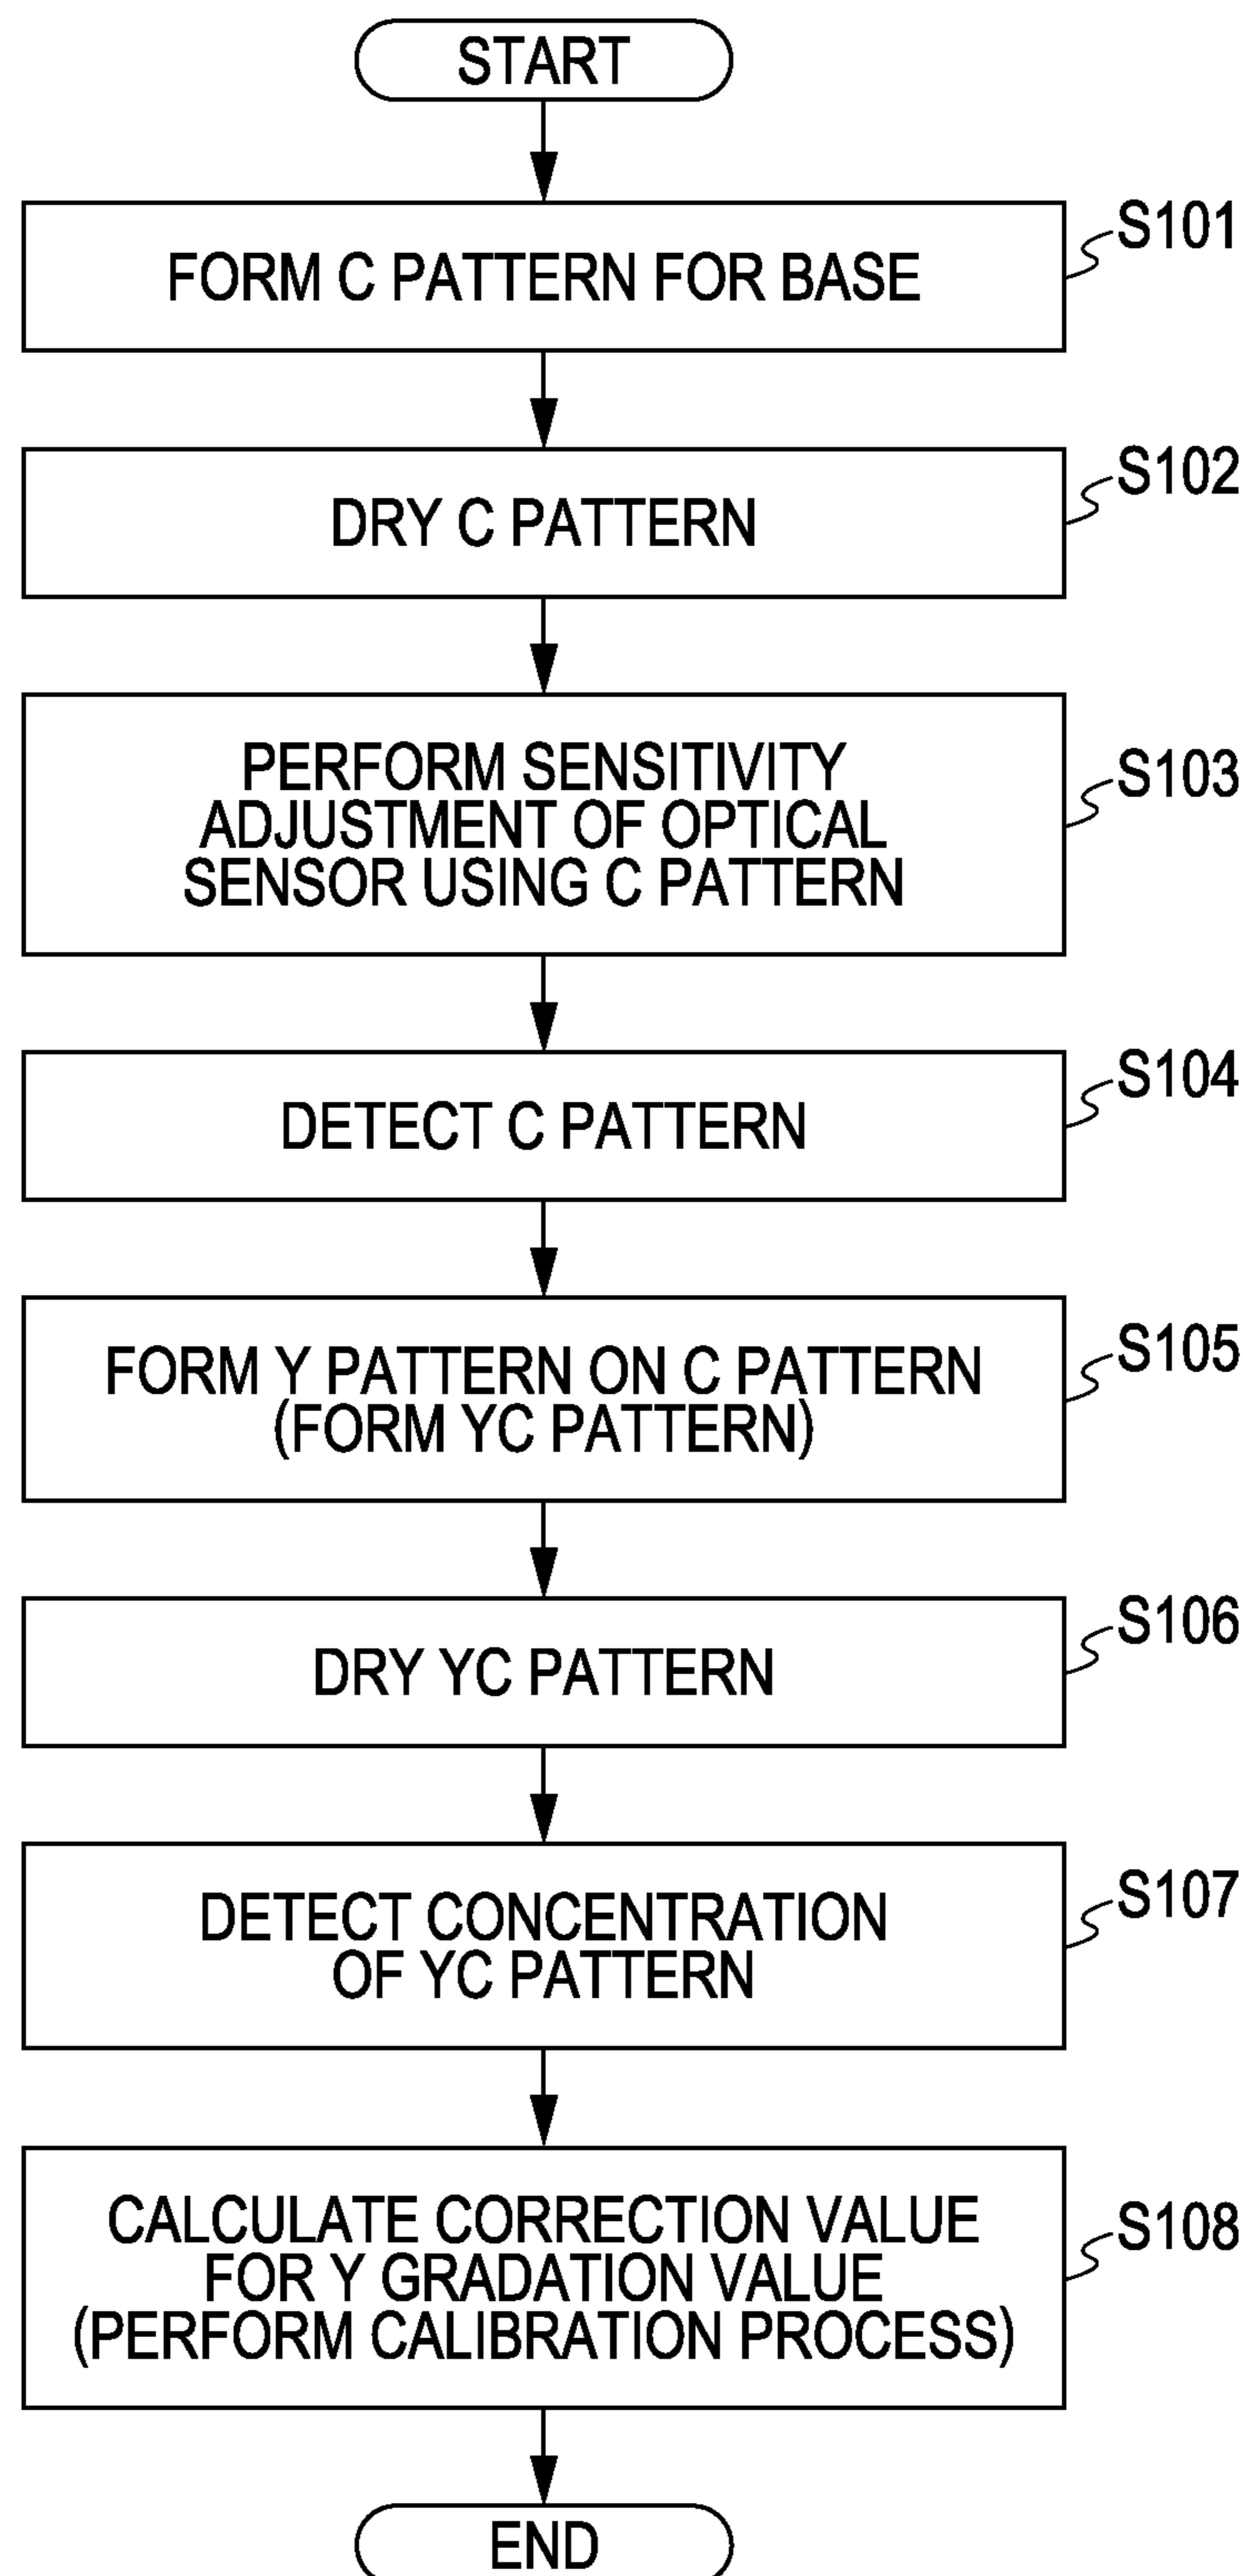 START
FORM C PATTERN FOR BASE
S101
DRY C PATTERN
S102
PERFORM SENSITIVITY
ADJUSTMENT OF OPTICAL
SENSOR USING C PATTERN
S103
DETECT C PATTERN
S104
FORM Y PATTERN ON C PATTERN
(FORM YC PATTERN)
S105
DRY YC PATTERN
S106
DETECT CONCENTRATION
OF YC PATTERN
S107
CALCULATE CORRECTION VALUE
FOR Y GRADATION VALUE
(PERFORM CALIBRATION PROCESS)
S108
END